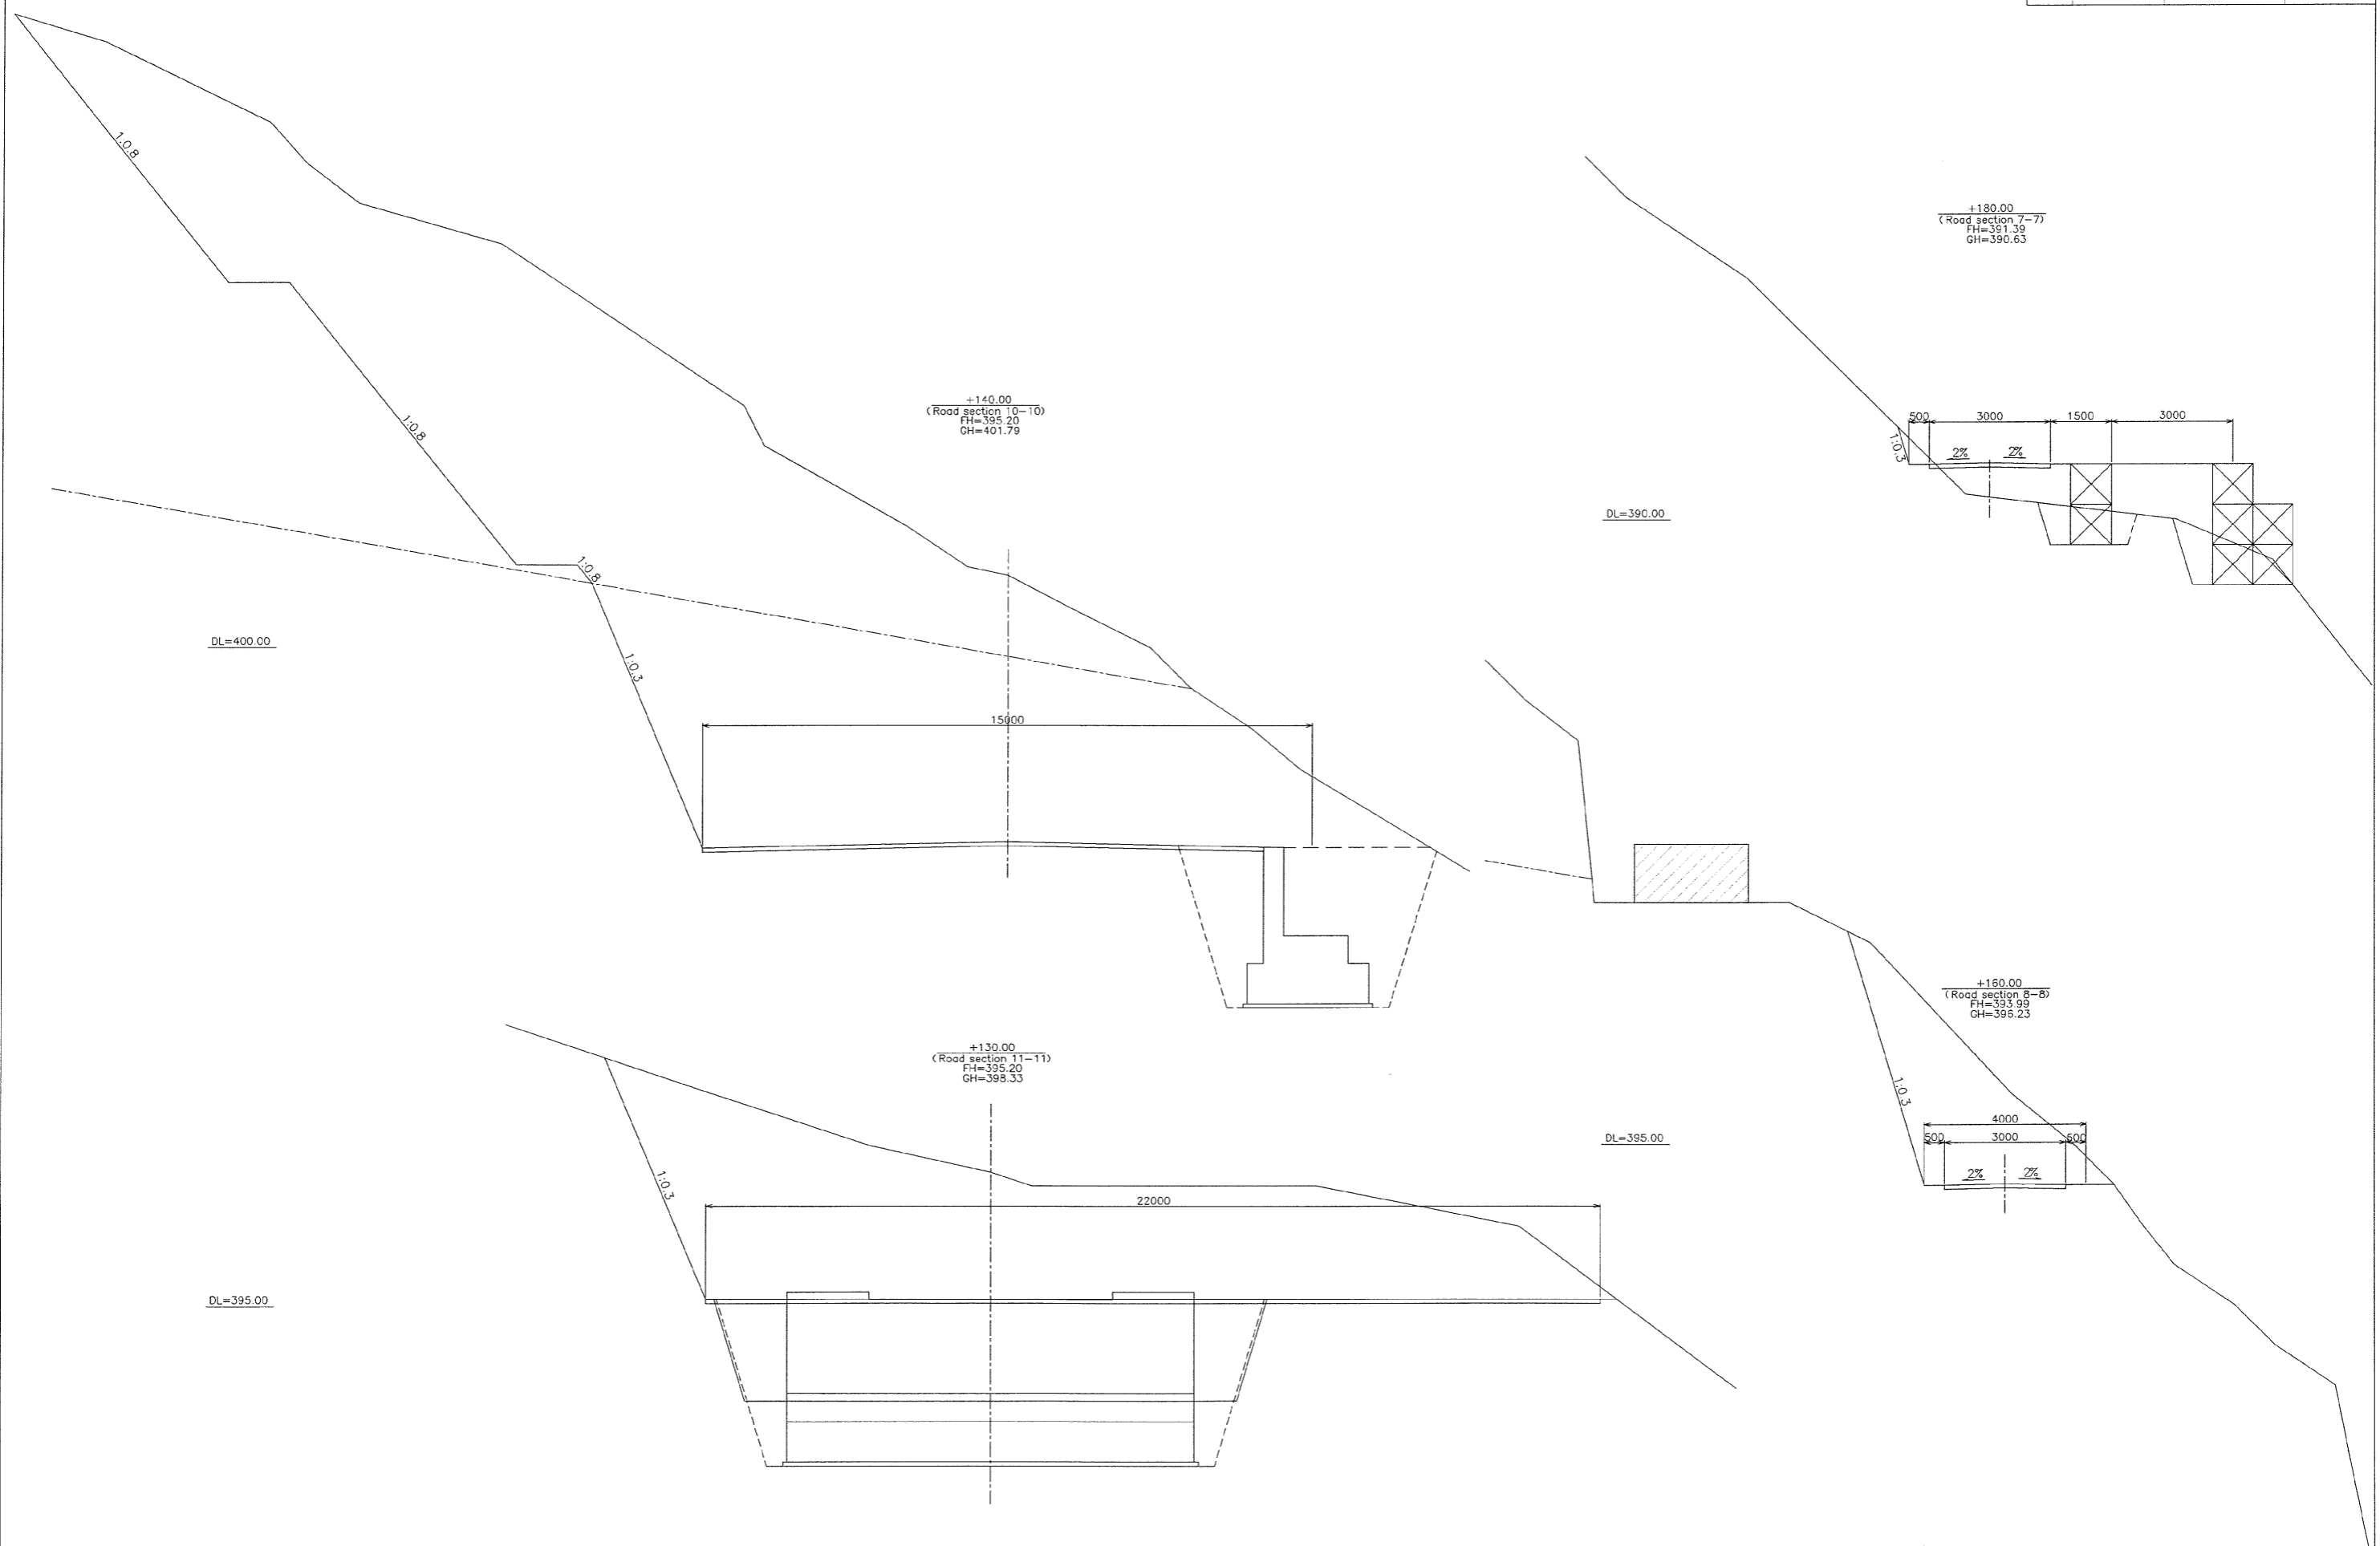 1:0.8
1:0.8
1:0.8
1:0.3
+140.00
(Road section 10-10)
FH=395.20
GH=401.79
DL=400.00
15000
+180.00
(Road section 7-7)
FH=391.39
GH=390.63
500 3000 1500 3000
1:0.3
2% 2%
DL=390.00
+160.00
(Road section 8-8)
FH=393.99
GH=396.23
1:0.3
4000
500 3000 500
2% 2%
DL=395.00
+130.00
(Road section 11-11)
FH=395.20
GH=398.33
1:0.3
22000
DL=395.00